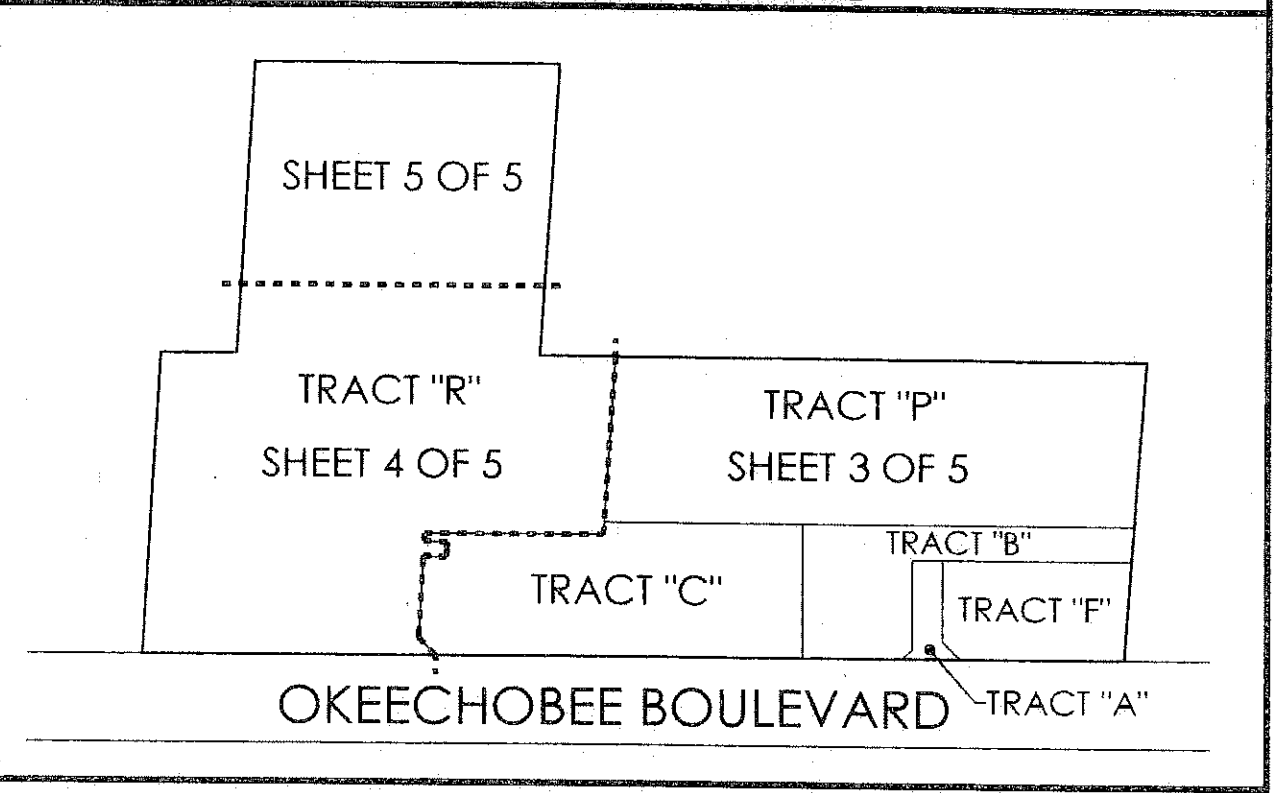 SHEET 5 OF 5
TRACT "R"
SHEET 4 OF 5
TRACT "P"
SHEET 3 OF 5
TRACT "B"
TRACT "C"
TRACT "F"
TRACT "A"
OKEECHOBEE BOULEVARD